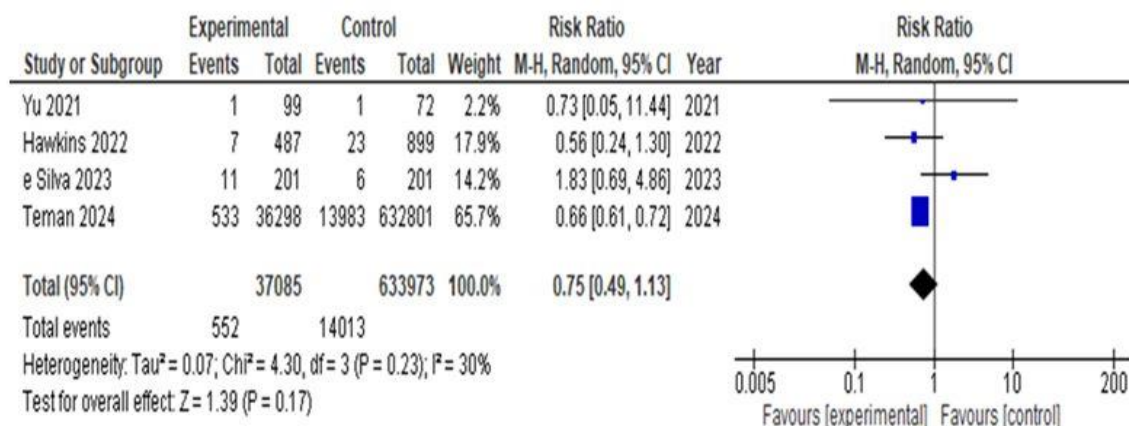 Experimental Control Risk Ratio Risk Ratio
Study or Subgroup Events Total Events Total Weight M-H, Random, 95% CI Year M-H, Random, 95% CI
Yu 2021 1 99 1 72 2.2% 0.73 [0.05, 11.44] 2021
Hawkins 2022 7 487 23 899 17.9% 0.56 [0.24, 1.30] 2022
e Silva 2023 11 201 6 201 14.2% 1.83 [0.69, 4.86] 2023
Teman 2024 533 36298 13983 632801 65.7% 0.66 [0.61, 0.72] 2024
Total (95% CI) 37085 633973 100.0% 0.75 [0.49, 1.13]
Total events 552 14013
Heterogeneity: Tau² = 0.07; Chi² = 4.30, df = 3 (P = 0.23); I² = 30%
Test for overall effect: Z = 1.39 (P = 0.17)
0.005 0.1 1 10 200
Favours [experimental] Favours [control]